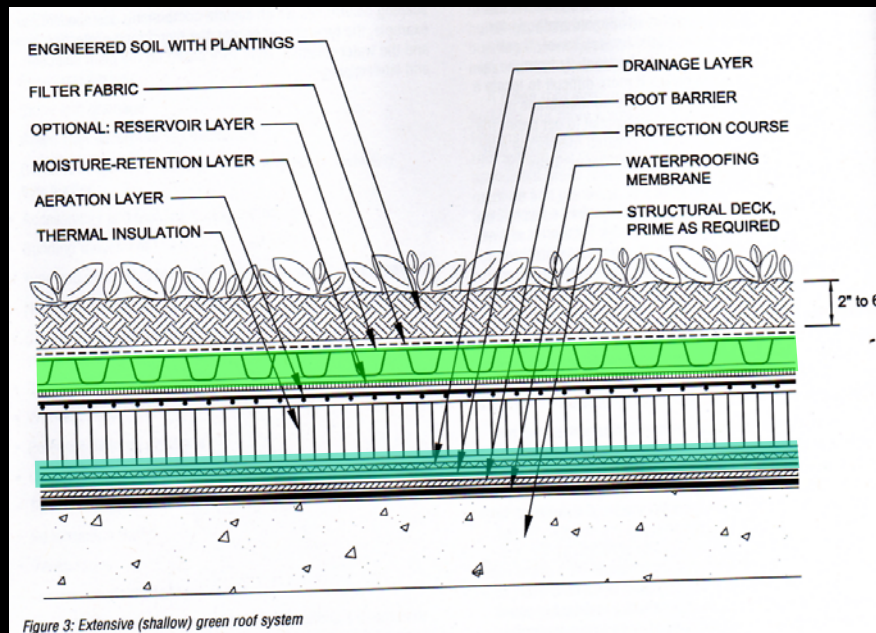 ENGINEERED SOIL WITH PLANTINGS
FILTER FABRIC
OPTIONAL: RESERVOIR LAYER
MOISTURE-RETENTION LAYER
AERATION LAYER
THERMAL INSULATION
DRAINAGE LAYER
ROOT BARRIER
PROTECTION COURSE
WATERPROOFING
MEMBRANE
STRUCTURAL DECK,
PRIME AS REQUIRED
2" to 6
Figure 3: Extensive (shallow) green roof system